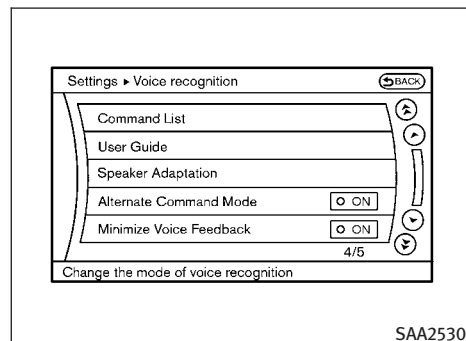 Settings ▸ Voice recognition BACK
Command List
User Guide
Speaker Adaptation
Alternate Command Mode ON
Minimize Voice Feedback ON
4/5
Change the mode of voice recognition
SAA2530